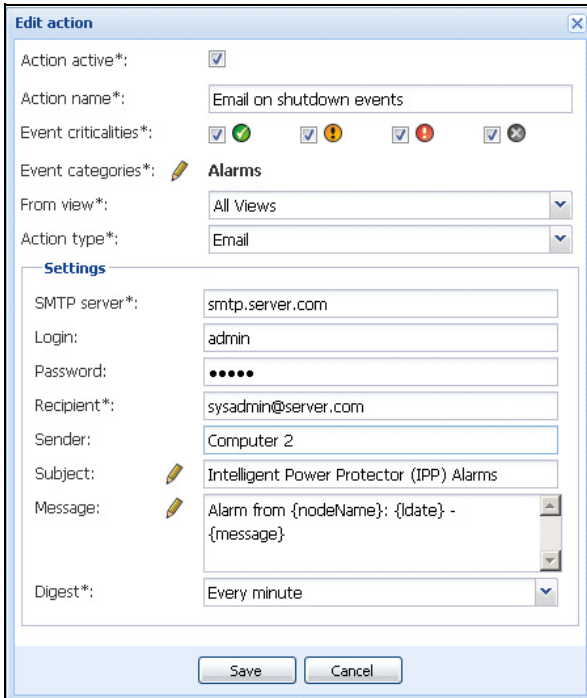 Edit action
Action active*:
Action name*: Email on shutdown events
Event criticalities*:
Event categories*: Alarms
From view*: All Views
Action type*: Email
Settings
SMTP server*: smtp.server.com
Login: admin
Password: •••••
Recipient*: sysadmin@server.com
Sender: Computer 2
Subject: Intelligent Power Protector (IPP) Alarms
Message: Alarm from {nodeName}: {ldate} -
{message}
Digest*: Every minute
Save Cancel